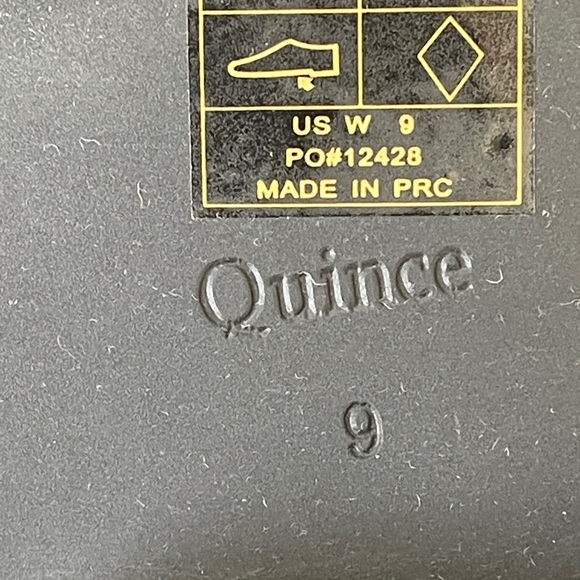 US W 9
PO#12428
MADE IN PRC
Quince
9